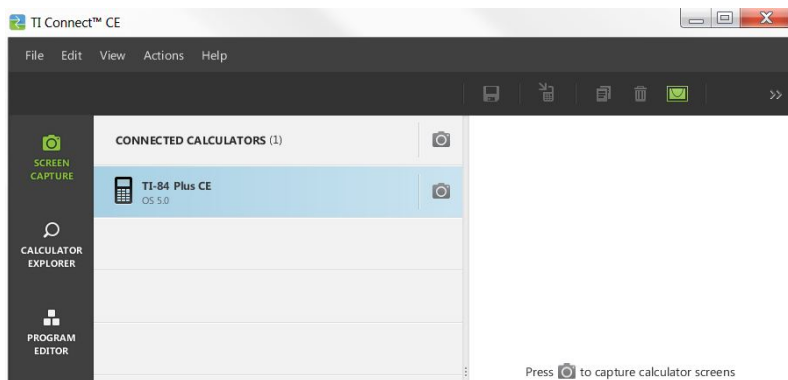 TI Connect™ CE
File Edit View Actions Help
SCREEN
CAPTURE
CONNECTED CALCULATORS (1)
TI-84 Plus CE
OS 5.0
CALCULATOR
EXPLORER
PROGRAM
EDITOR
Press to capture calculator screens